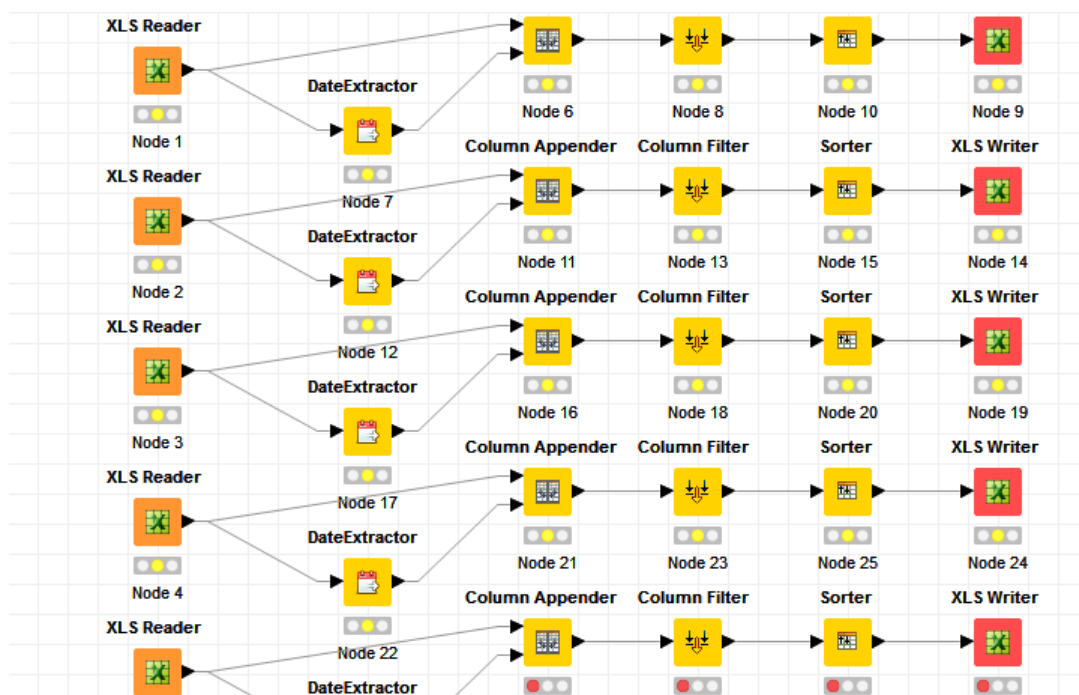 XLS Reader
DateExtractor
Node 6 Node 8 Node 10 Node 9
Node 1
Column Appender Column Filter Sorter XLS Writer
XLS Reader
Node 7
DateExtractor
Node 11 Node 13 Node 15 Node 14
Node 2
Column Appender Column Filter Sorter XLS Writer
XLS Reader
Node 12
DateExtractor
Node 16 Node 18 Node 20 Node 19
Node 3
Column Appender Column Filter Sorter XLS Writer
XLS Reader
Node 17
DateExtractor
Node 21 Node 23 Node 25 Node 24
Node 4
Column Appender Column Filter Sorter XLS Writer
XLS Reader
Node 22
DateExtractor